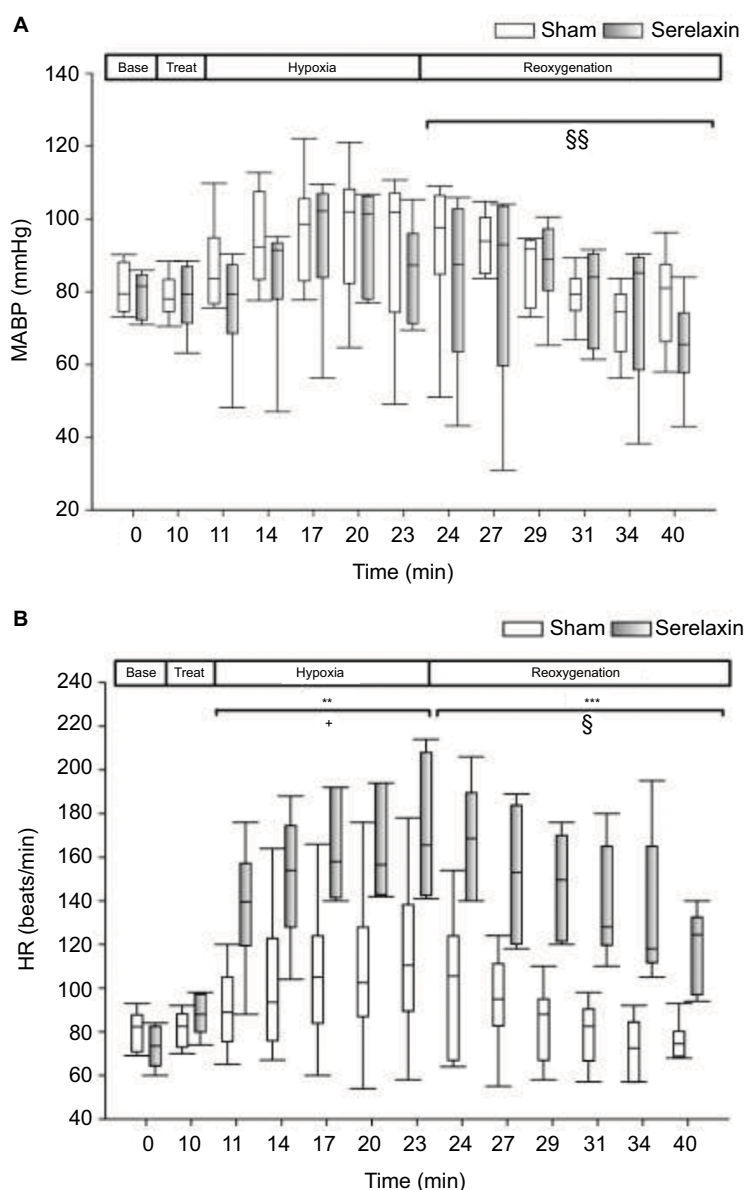 A
Sham Serelaxin
Base Treat Hypoxia Reoxygenation
140
120
100
80
60
40
20
§§
MABP (mmHg)
0 10 11 14 17 20 23 24 27 29 31 34 40
Time (min)
B
Sham Serelaxin
Base Treat Hypoxia Reoxygenation
240
220
200
180
160
140
120
100
80
60
40
** ***
+ §
HR (beats/min)
0 10 11 14 17 20 23 24 27 29 31 34 40
Time (min)